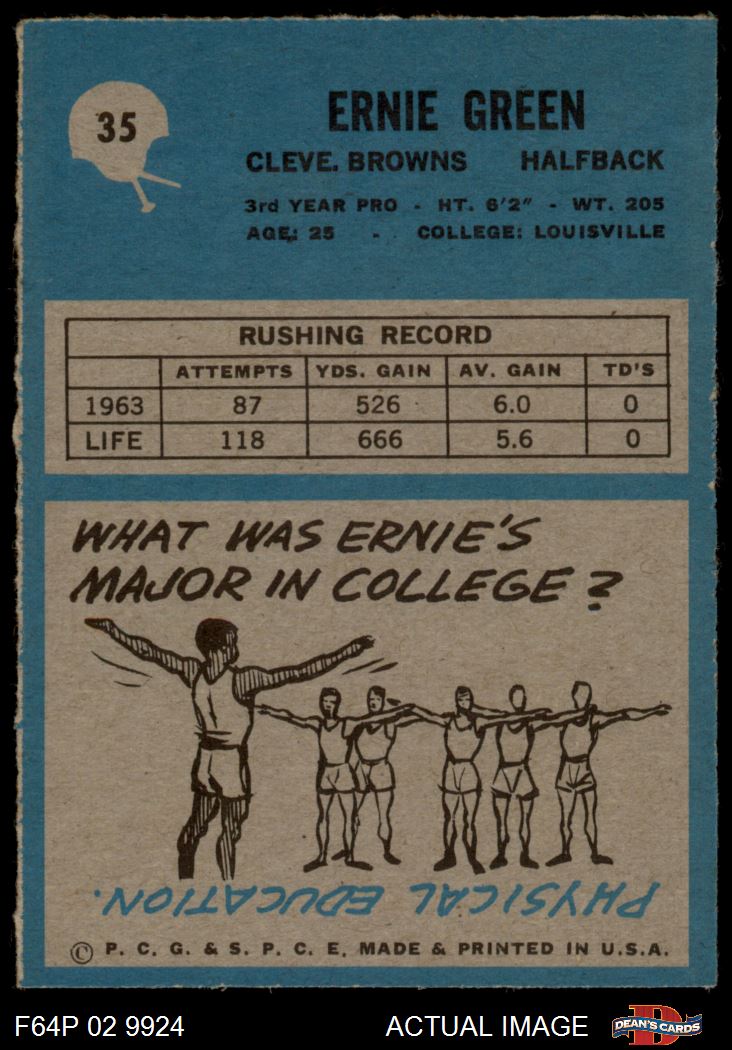 35
ERNIE GREEN
CLEVE. BROWNS HALFBACK
3rd YEAR PRO - HT. 6'2" - WT. 205
AGE: 25 - COLLEGE: LOUISVILLE
RUSHING RECORD
ATTEMPTS YDS. GAIN AV. GAIN TD'S
1963 87 526 6.0 0
LIFE 118 666 5.6 0
WHAT WAS ERNIE'S
MAJOR IN COLLEGE?
PHYSICAL EDUCATION.
© P. C. G. & S. P. C. E. MADE & PRINTED IN U.S.A.
F64P 02 9924 ACTUAL IMAGE DEAN'S CARDS